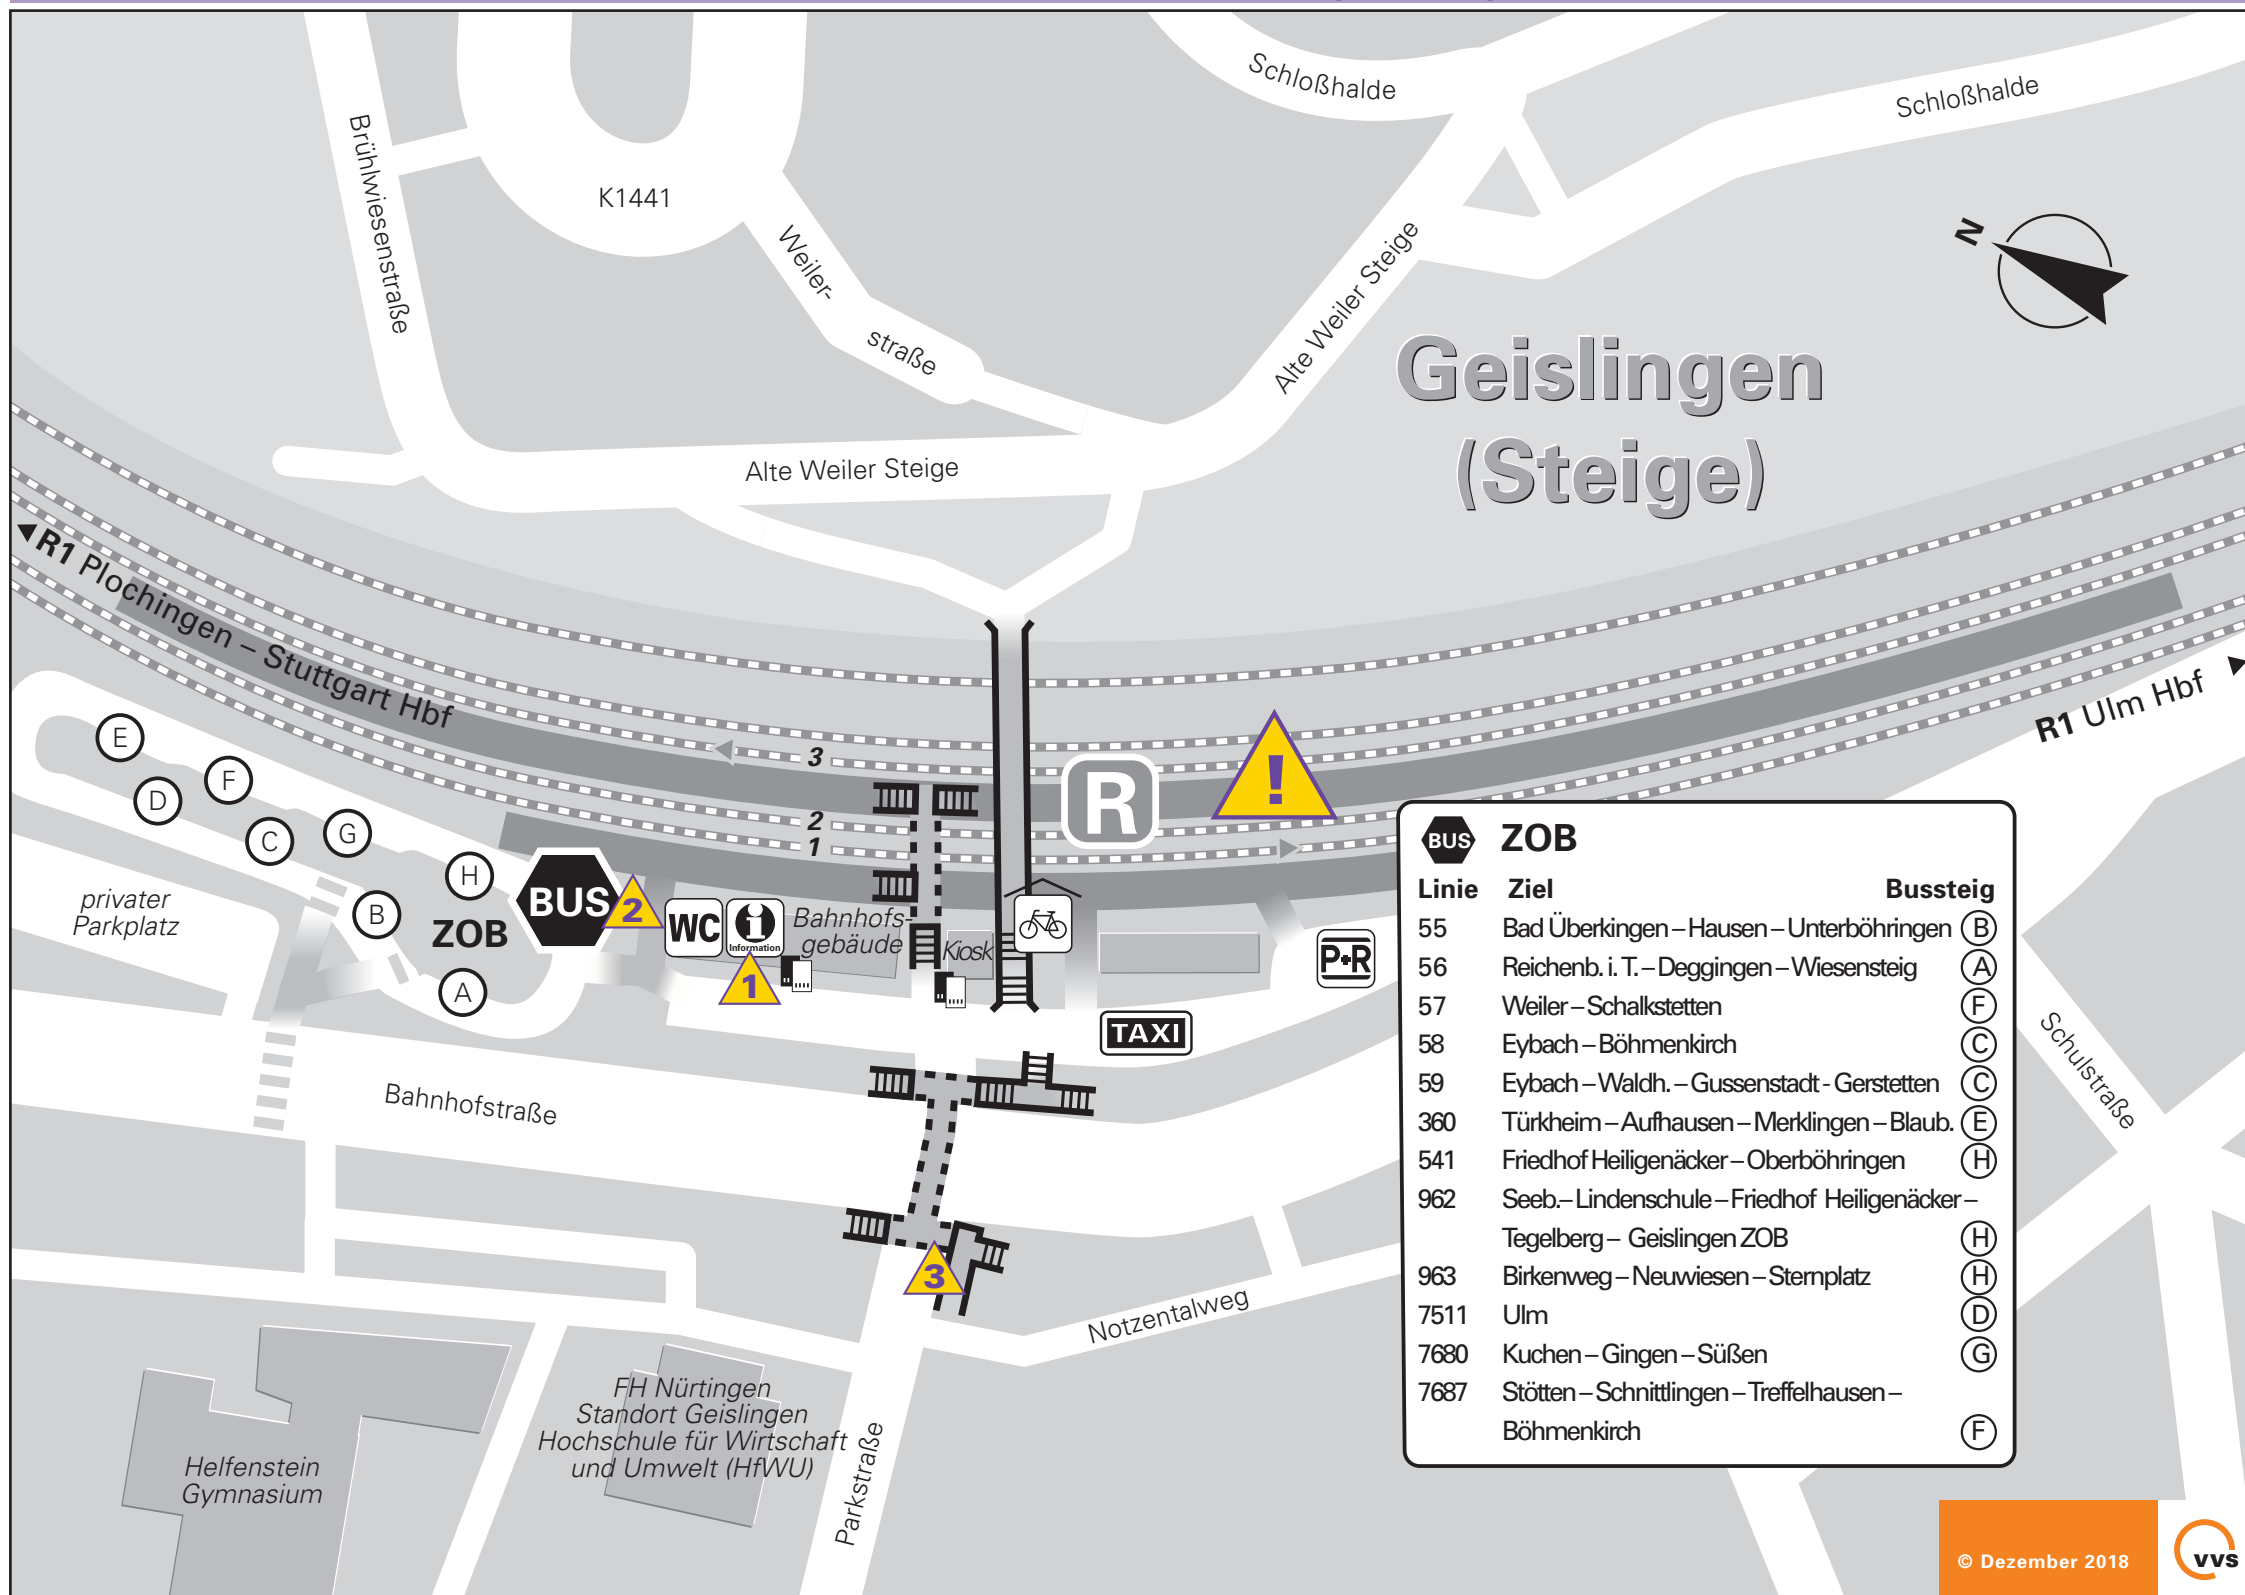 Schloßhalde
Schloßhalde
Brühlwiesenstraße
K1441
Weiler-
straße
Alte Weiler Steige
N
Geislingen
(Steige)
Alte Weiler Steige
R1 Plochingen – Stuttgart Hbf
R1 Ulm Hbf
3
2
1
R
!
E
D
F
C
G
H
B
A
privater
Parkplatz
ZOB
BUS
2
WC
i
Information
1
Bahnhofs-
gebäude
Kiosk
P+R
TAXI
Bahnhofstraße
Schulstraße
3
Notzentalweg
Parkstraße
FH Nürtingen
Standort Geislingen
Hochschule für Wirtschaft
und Umwelt (HfWU)
Helfenstein
Gymnasium
BUS ZOB
Linie Ziel Bussteig
55 Bad Überkingen – Hausen – Unterböhringen B
56 Reichenb. i. T. – Deggingen – Wiesensteig A
57 Weiler – Schalkstetten F
58 Eybach – Böhmenkirch C
59 Eybach – Waldh. – Gussenstadt - Gerstetten C
360 Türkheim – Aufhausen – Merklingen – Blaub. E
541 Friedhof Heiligenäcker – Oberböhringen H
962 Seeb.– Lindenschule – Friedhof Heiligenäcker –
Tegelberg – Geislingen ZOB H
963 Birkenweg – Neuwiesen – Sternplatz H
7511 Ulm D
7680 Kuchen – Gingen – Süßen G
7687 Stötten – Schnittlingen – Treffelhausen –
Böhmenkirch F
© Dezember 2018
vvs